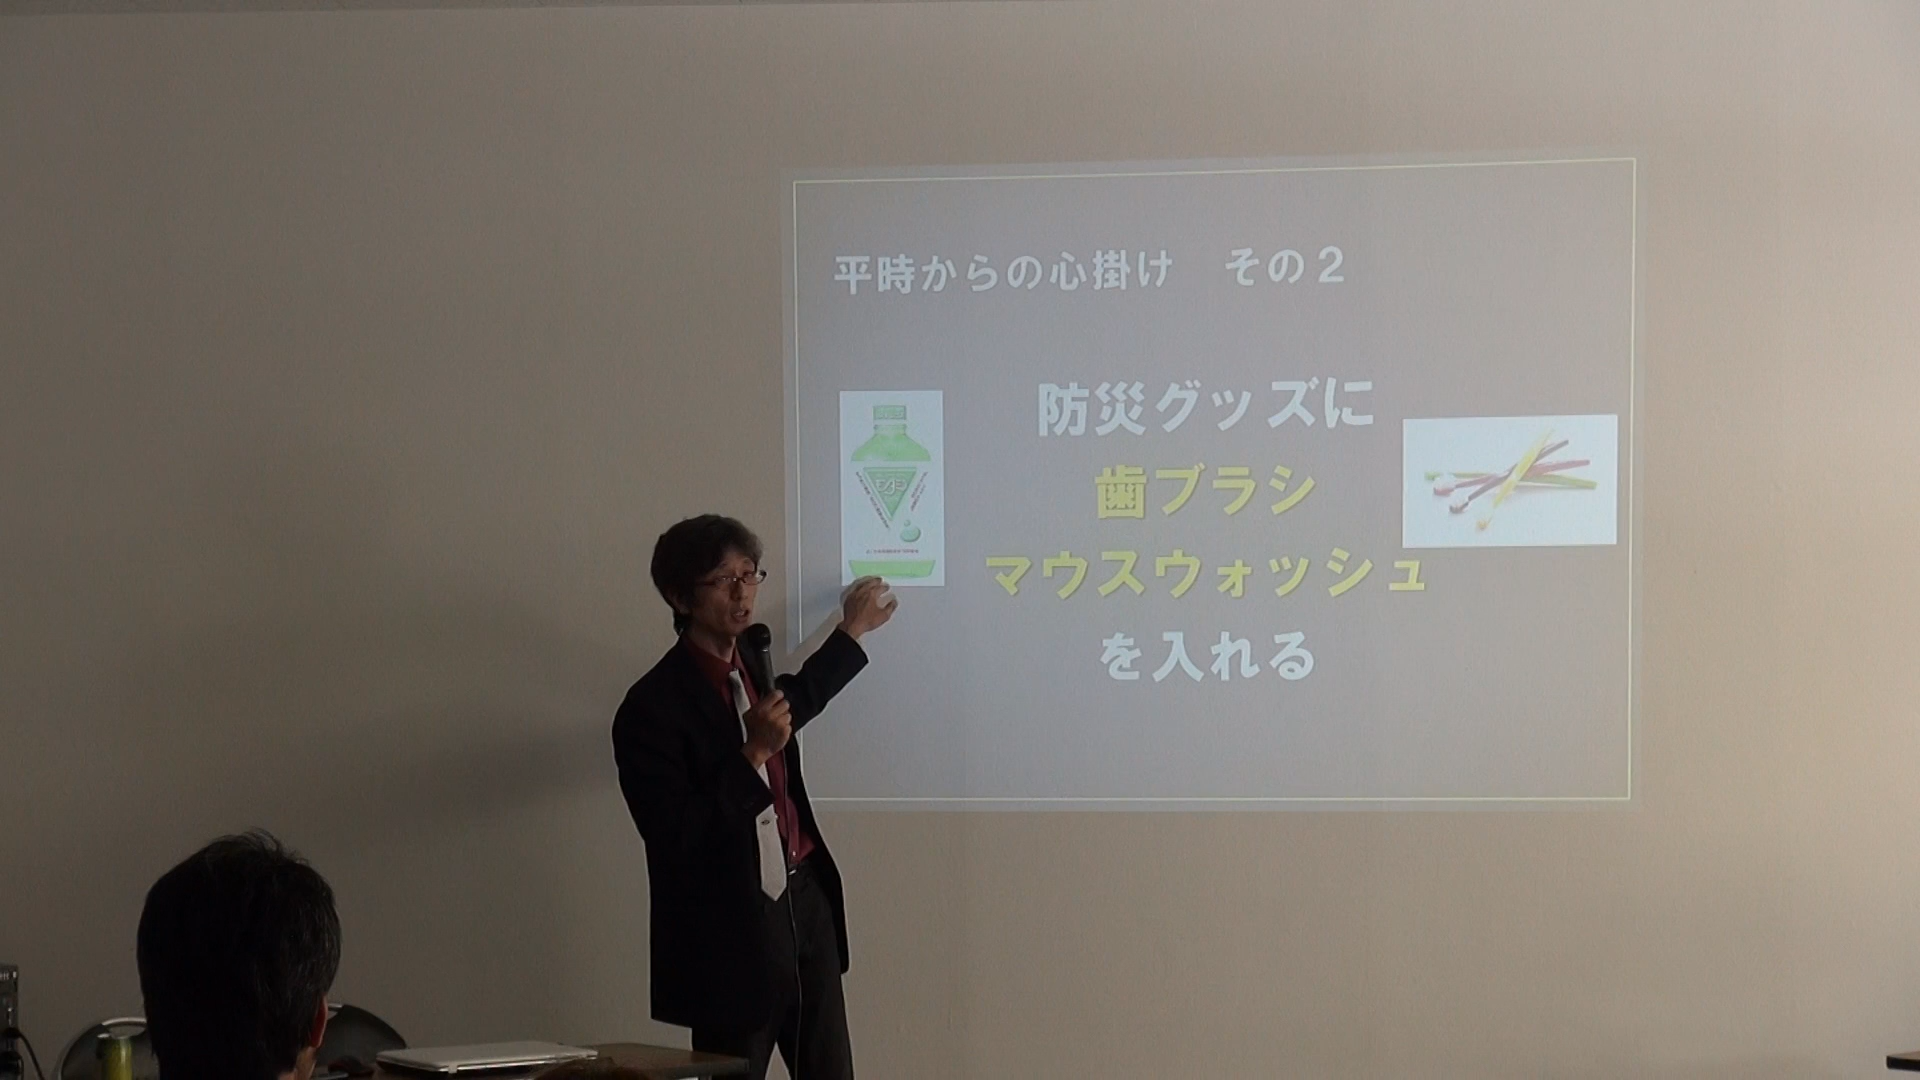 平時からの心掛け　その２
防災グッズに
歯ブラシ
マウスウォッシュ
を入れる